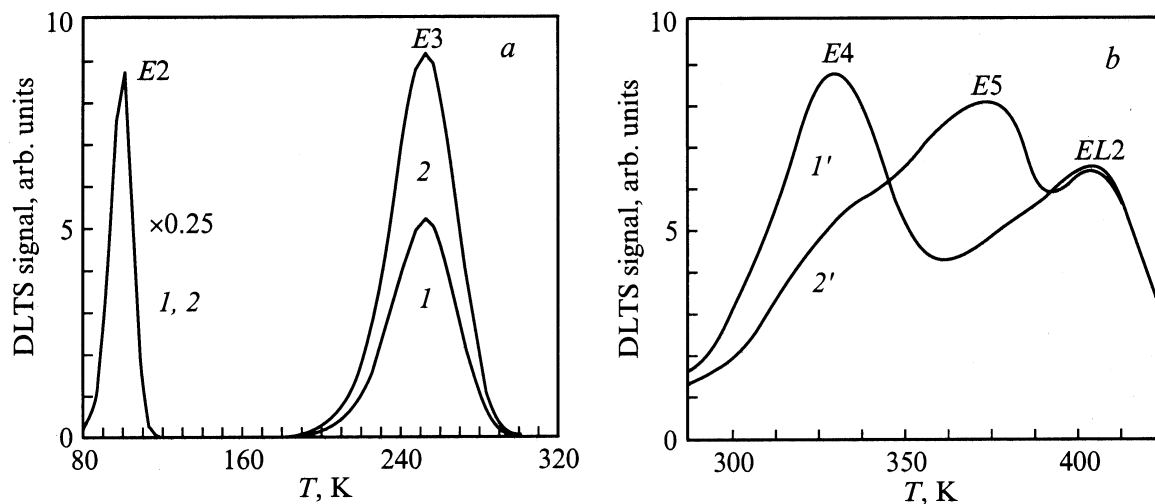 10
E2
E3
a
DLTS signal, arb. units
×0.25
2
5
1, 2
1
0
80
160
240
320
T, K
10
E4
b
E5
EL2
DLTS signal, arb. units
1'
5
2'
0
300
350
400
T, K